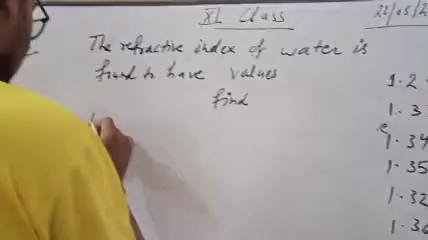 XI Class
The refractive index of water is
found to have values
find
1.2
1.3
1.34
1.35
1.32
1.36